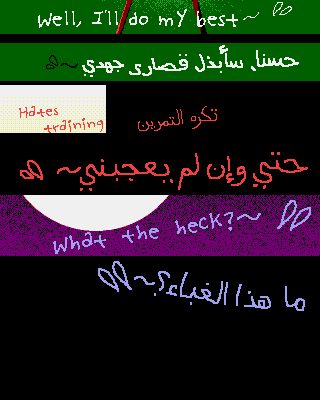 Well, I'll do my best~
حسنا، سأبذل قصارى جهدي~
Hates
training
تكره التمرين
حتي وإن لم يعجبني~
What the heck?~
ما هذا الغباء؟~